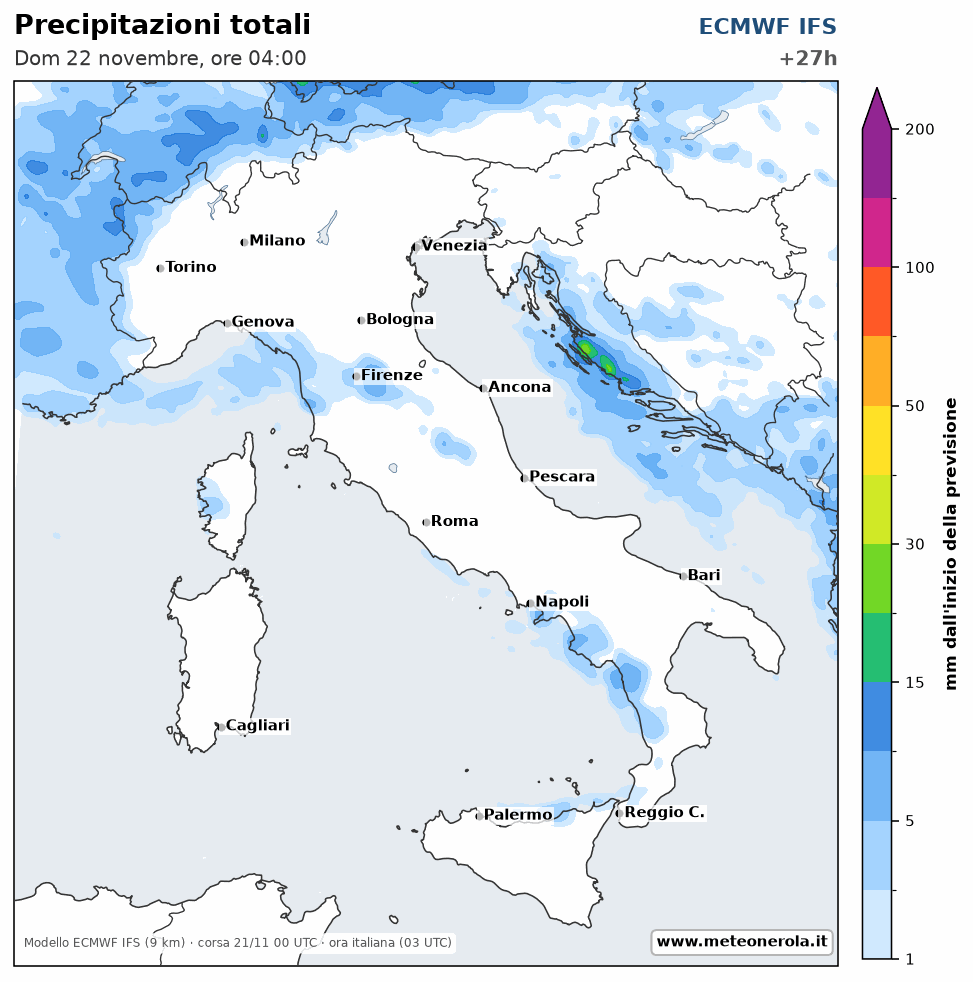 Precipitazioni totali
ECMWF IFS
Dom 22 novembre, ore 04:00
+27h
200
100
50
30
15
5
1
mm dall'inizio della previsione
Milano
Venezia
Torino
Genova
Bologna
Firenze
Ancona
Pescara
Roma
Bari
Napoli
Cagliari
Palermo
Reggio C.
Modello ECMWF IFS (9 km) · corsa 21/11 00 UTC · ora italiana (03 UTC)
www.meteonerola.it